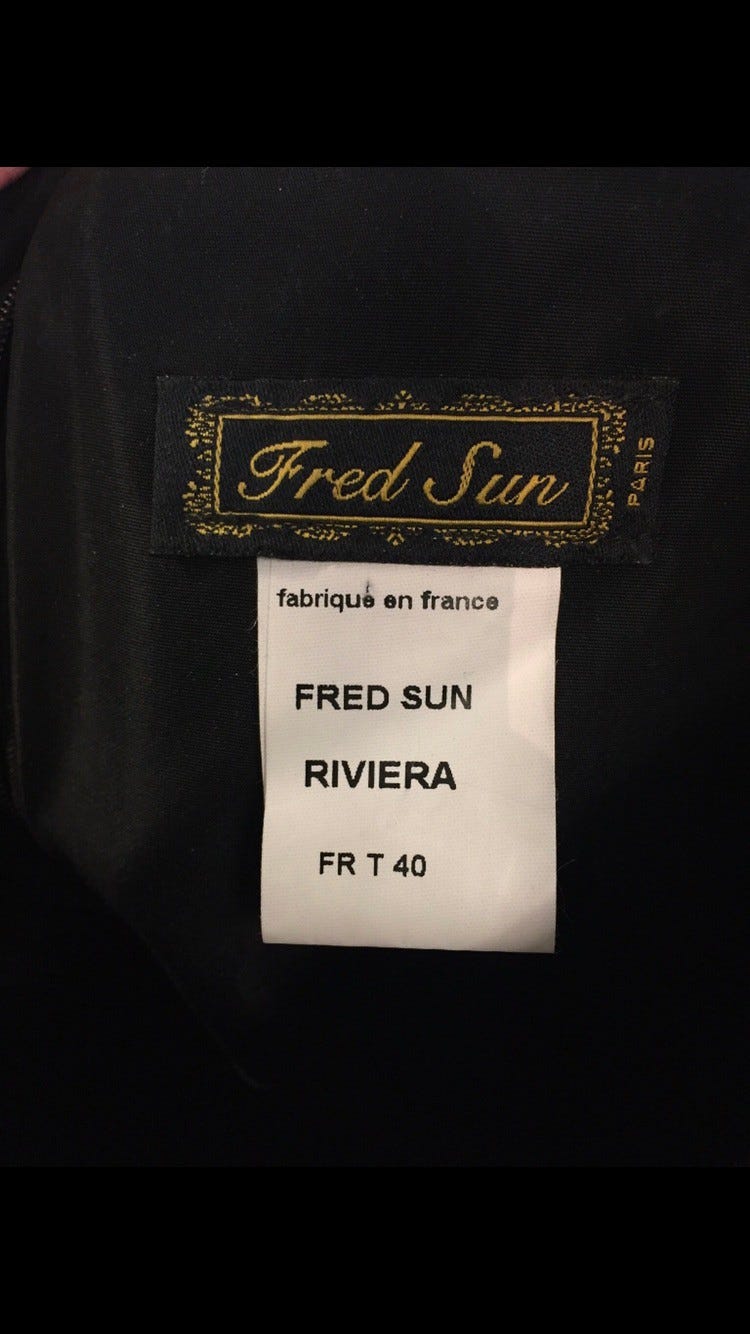 Fred Sun
PARIS
fabriqué en france
FRED SUN
RIVIERA
FR T 40